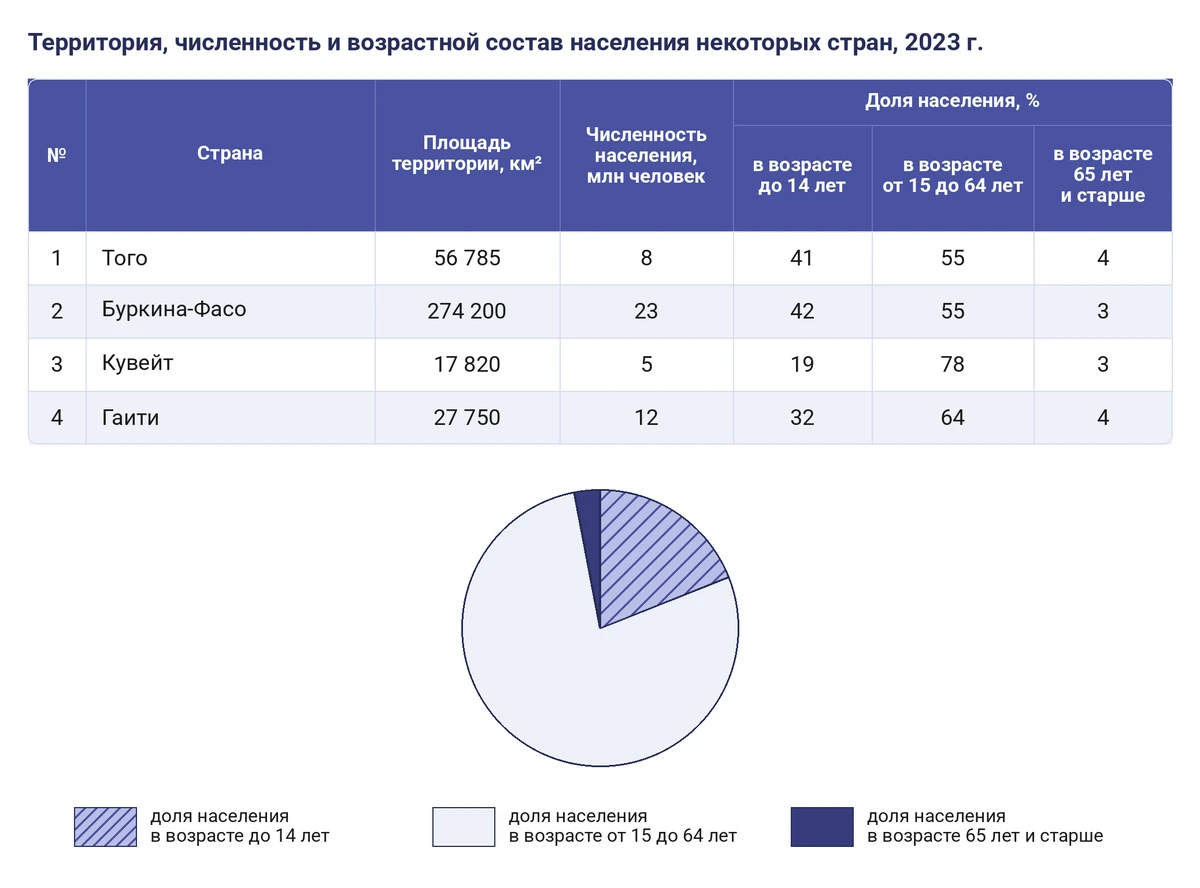 Территория, численность и возрастной состав населения некоторых стран, 2023 г.
№
Страна
Площадь
территории, км²
Численность
населения,
млн человек
Доля населения, %
в возрасте
до 14 лет
в возрасте
от 15 до 64 лет
в возрасте
65 лет
и старше
1 Того 56 785 8 41 55 4
2 Буркина-Фасо 274 200 23 42 55 3
3 Кувейт 17 820 5 19 78 3
4 Гаити 27 750 12 32 64 4
доля населения
в возрасте до 14 лет
доля населения
в возрасте от 15 до 64 лет
доля населения
в возрасте 65 лет и старше